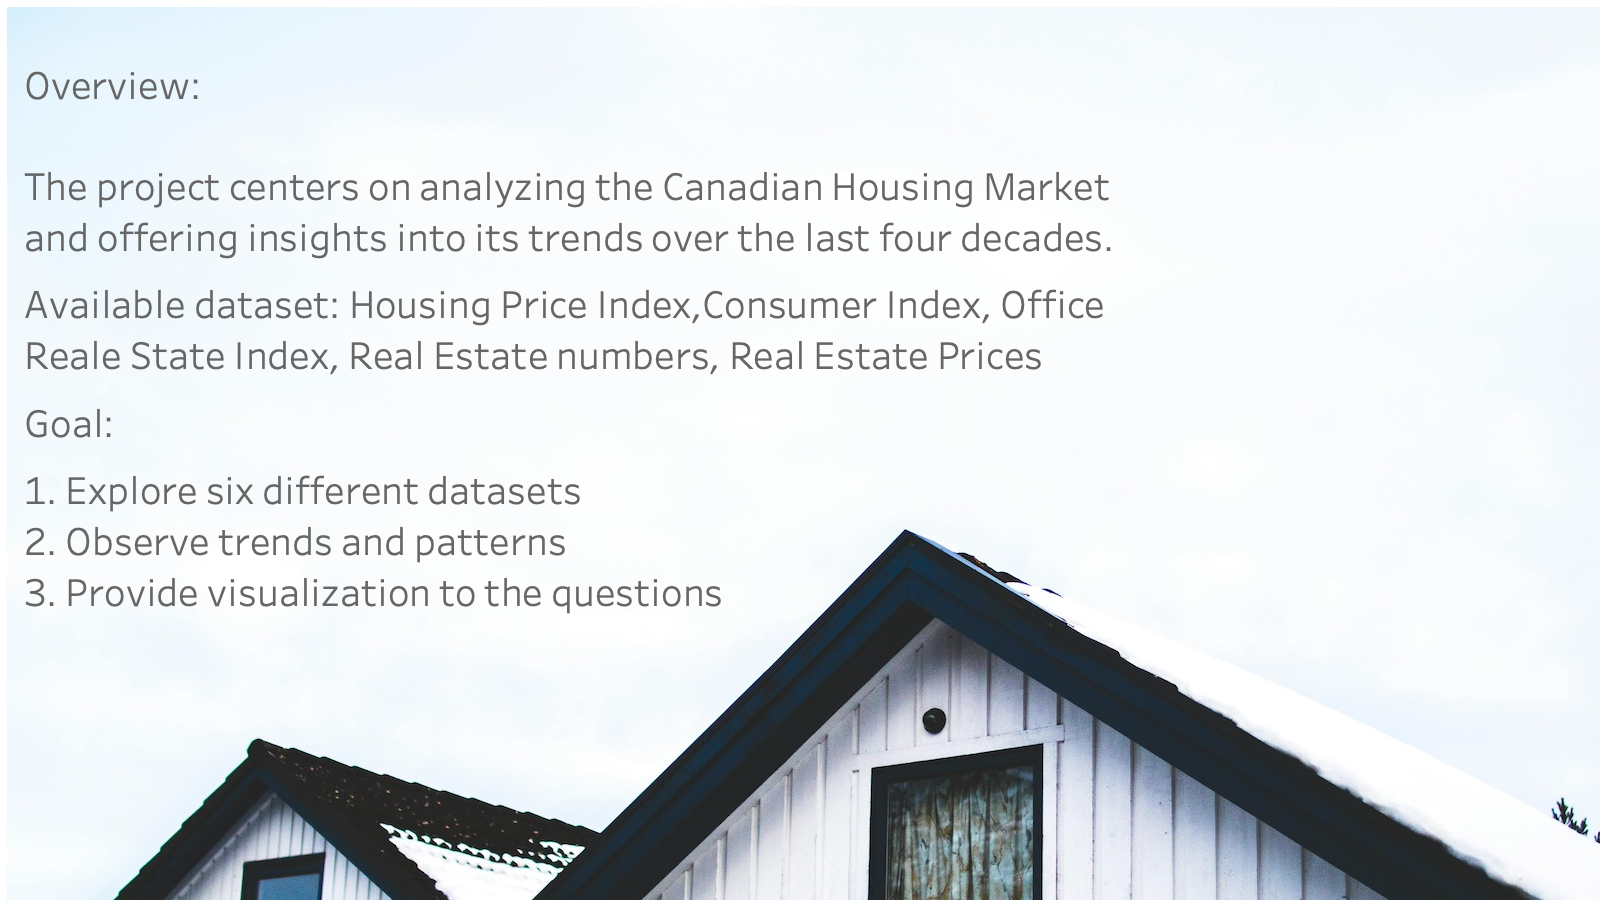 Overview:
The project centers on analyzing the Canadian Housing Market
and offering insights into its trends over the last four decades.
Available dataset: Housing Price Index,Consumer Index, Office
Reale State Index, Real Estate numbers, Real Estate Prices
Goal:
1. Explore six different datasets
2. Observe trends and patterns
3. Provide visualization to the questions